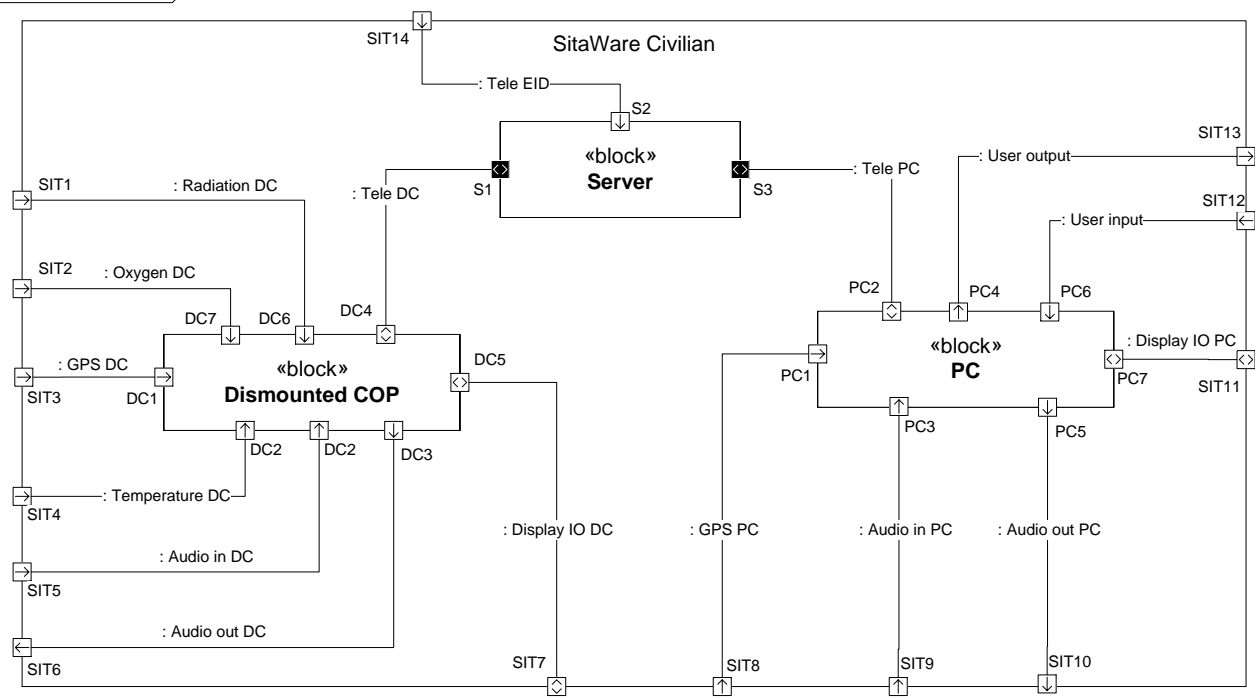 SIT14
SitaWare Civilian
: Tele EID
S2
SIT13
«block»
Server
: User output
S1
S3
: Tele PC
SIT1
: Radiation DC
: Tele DC
SIT12
: User input
SIT2
: Oxygen DC
DC7
DC6
DC4
PC2
PC4
PC6
: GPS DC
«block»
Dismounted COP
DC5
«block»
PC
: Display IO PC
SIT3
DC1
PC1
PC7
SIT11
DC2
DC2
DC3
PC3
PC5
: Temperature DC
SIT4
: Display IO DC
: GPS PC
: Audio in PC
: Audio out PC
: Audio in DC
SIT5
: Audio out DC
SIT6
SIT7
SIT8
SIT9
SIT10